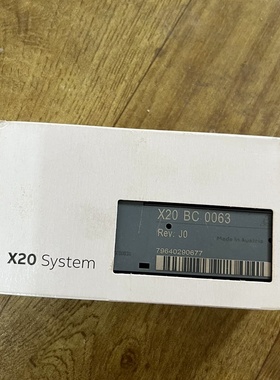 X20 System
X20 BC 0063
Rev. J0
Made in Austria
79640290677